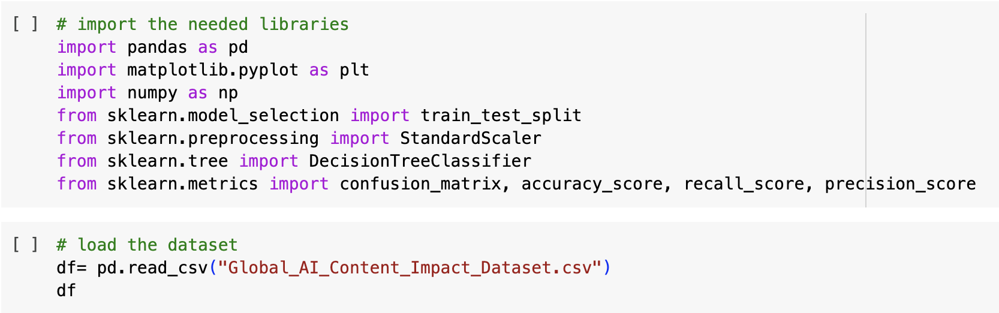 [ ] # import the needed libraries
import pandas as pd
import matplotlib.pyplot as plt
import numpy as np
from sklearn.model_selection import train_test_split
from sklearn.preprocessing import StandardScaler
from sklearn.tree import DecisionTreeClassifier
from sklearn.metrics import confusion_matrix, accuracy_score, recall_score, precision_score
[ ] # load the dataset
df= pd.read_csv("Global_AI_Content_Impact_Dataset.csv")
df